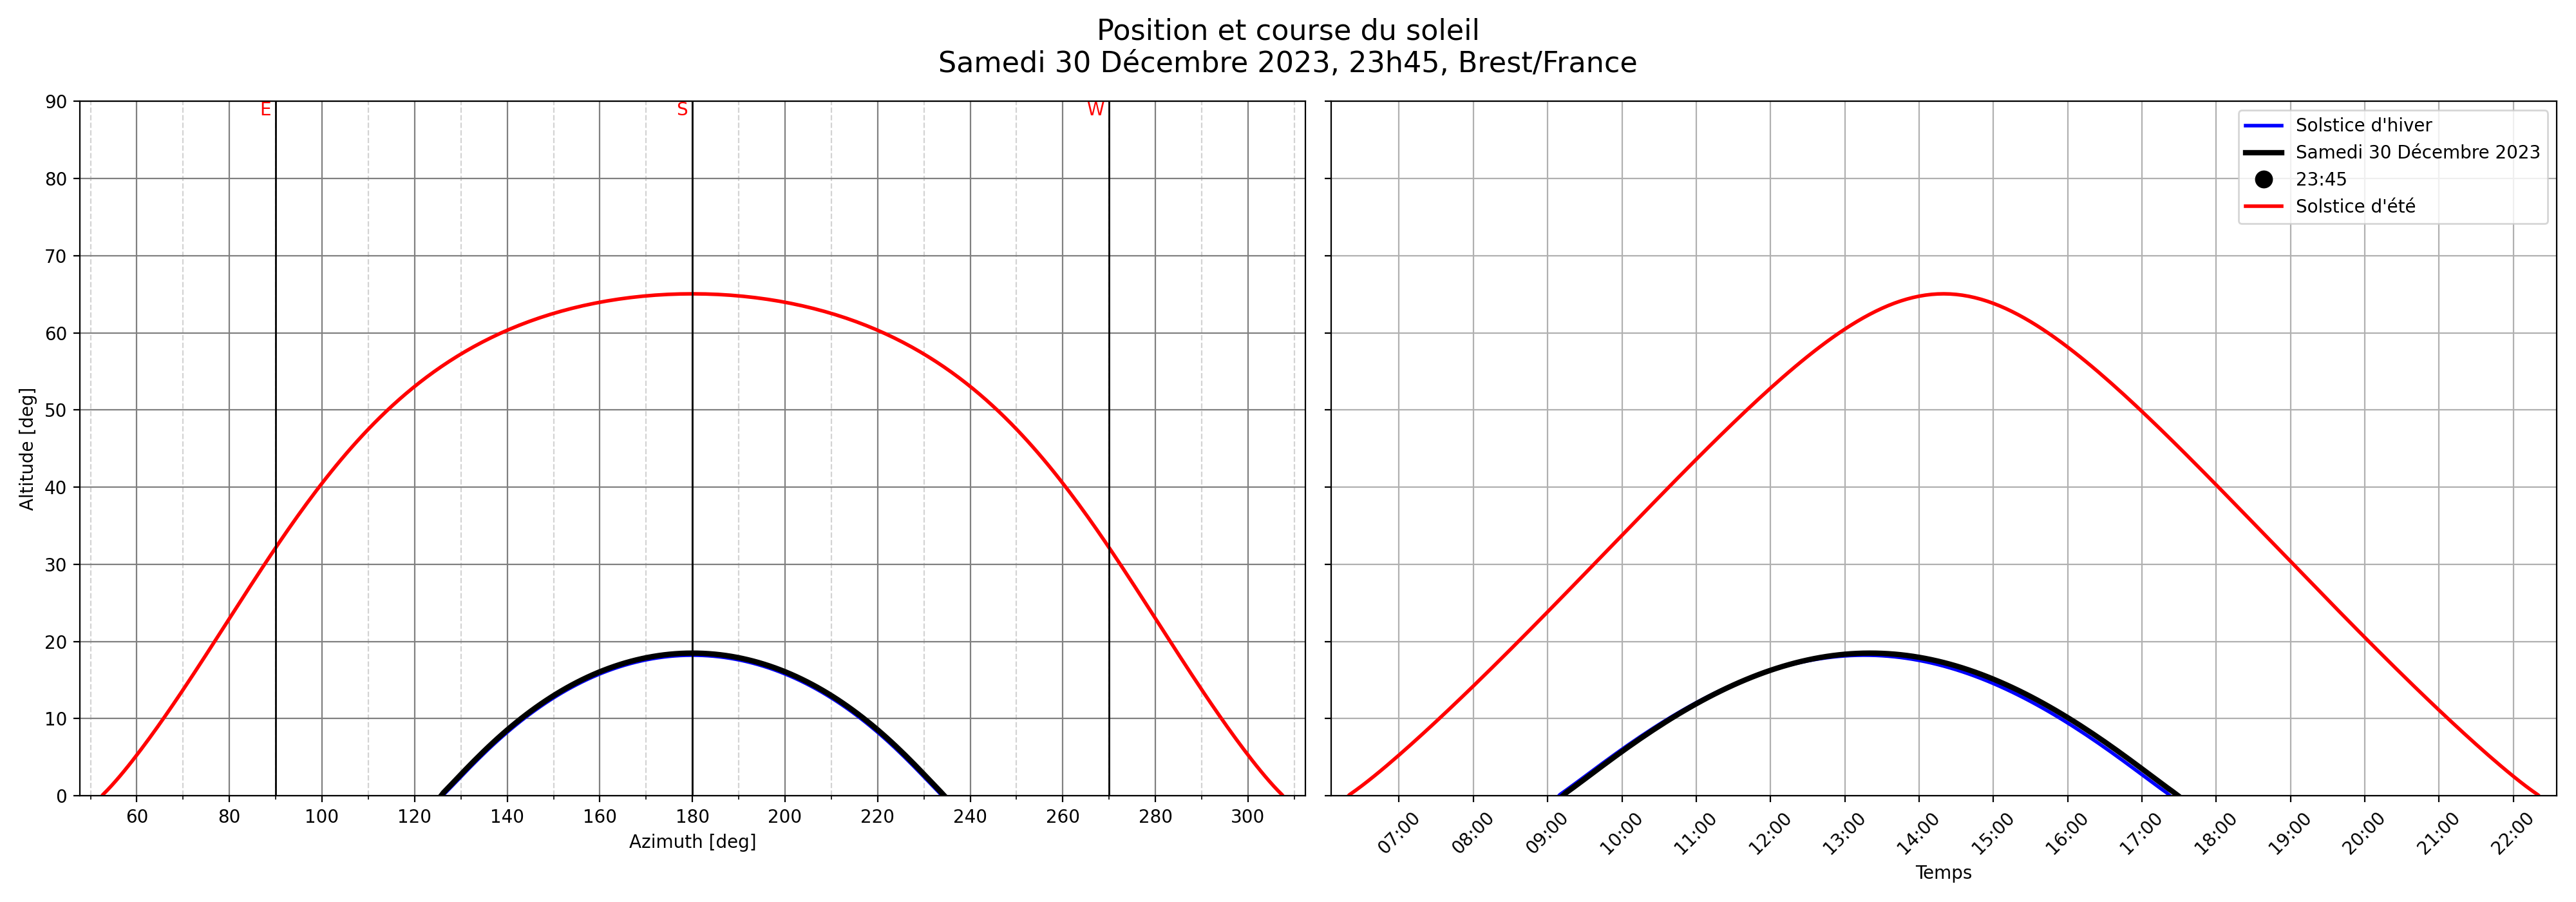 Position et course du soleil
Samedi 30 Décembre 2023, 23h45, Brest/France
90
80
70
60
50
40
30
20
10
0
Altitude [deg]
E
S
W
60 80 100 120 140 160 180 200 220 240 260 280 300
Azimuth [deg]
Solstice d'hiver
Samedi 30 Décembre 2023
23:45
Solstice d'été
07:00 08:00 09:00 10:00 11:00 12:00 13:00 14:00 15:00 16:00 17:00 18:00 19:00 20:00 21:00 22:00
Temps